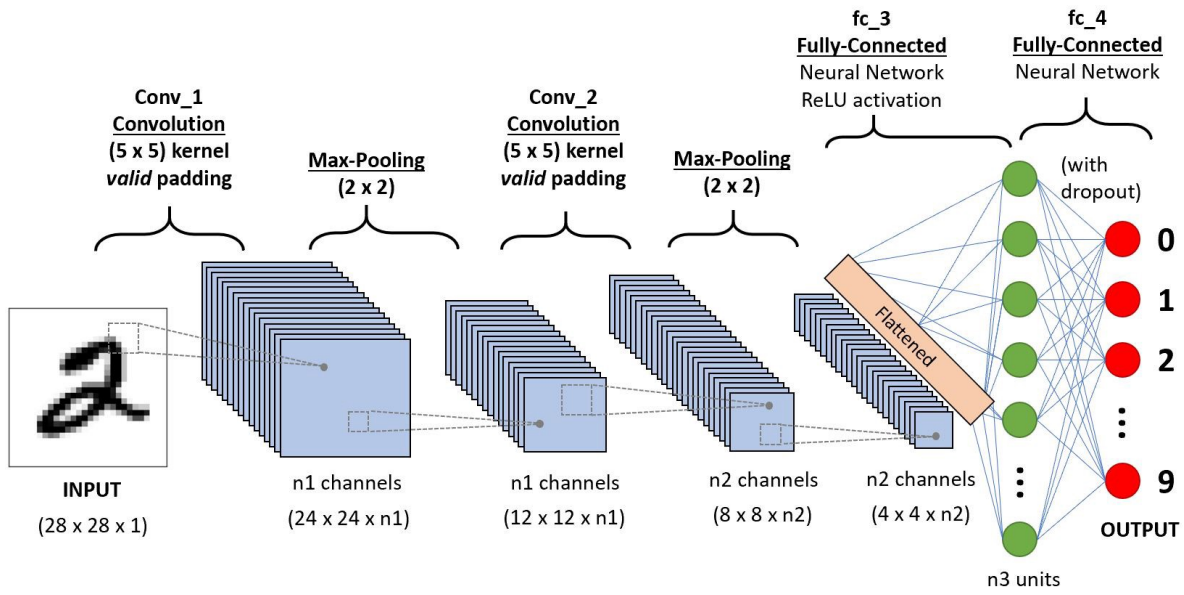 Conv_1
Convolution
(5 x 5) kernel
valid padding
Max-Pooling
(2 x 2)
Conv_2
Convolution
(5 x 5) kernel
valid padding
Max-Pooling
(2 x 2)
fc_3
Fully-Connected
Neural Network
ReLU activation
fc_4
Fully-Connected
Neural Network
(with
dropout)
Flattened
0
1
2
9
OUTPUT
INPUT
(28 x 28 x 1)
n1 channels
(24 x 24 x n1)
n1 channels
(12 x 12 x n1)
n2 channels
(8 x 8 x n2)
n2 channels
(4 x 4 x n2)
n3 units
2